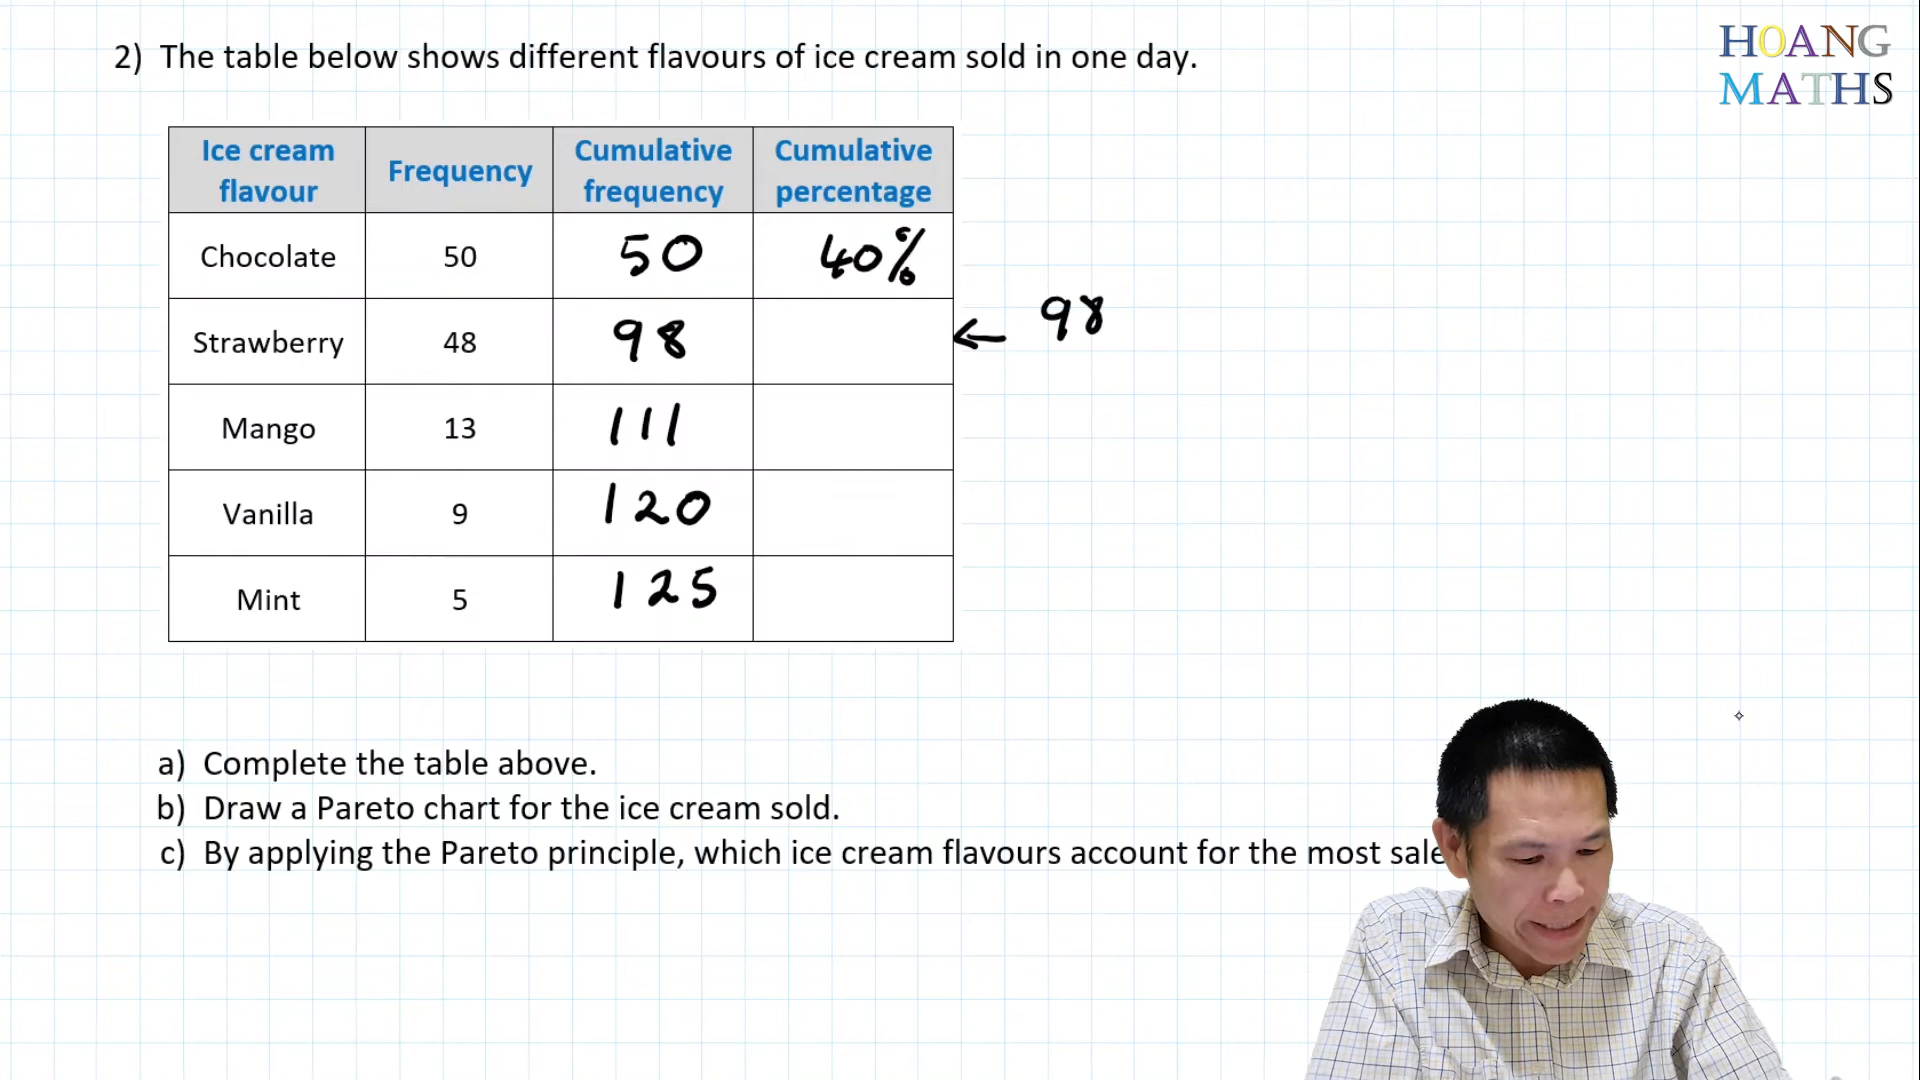 HOANG
MATHS
2) The table below shows different flavours of ice cream sold in one day.
Ice cream flavour Frequency Cumulative frequency Cumulative percentage
Chocolate 50 50 40%
Strawberry 48 98 ← 98
Mango 13 111
Vanilla 9 120
Mint 5 125
a) Complete the table above.
b) Draw a Pareto chart for the ice cream sold.
c) By applying the Pareto principle, which ice cream flavours account for the most sale